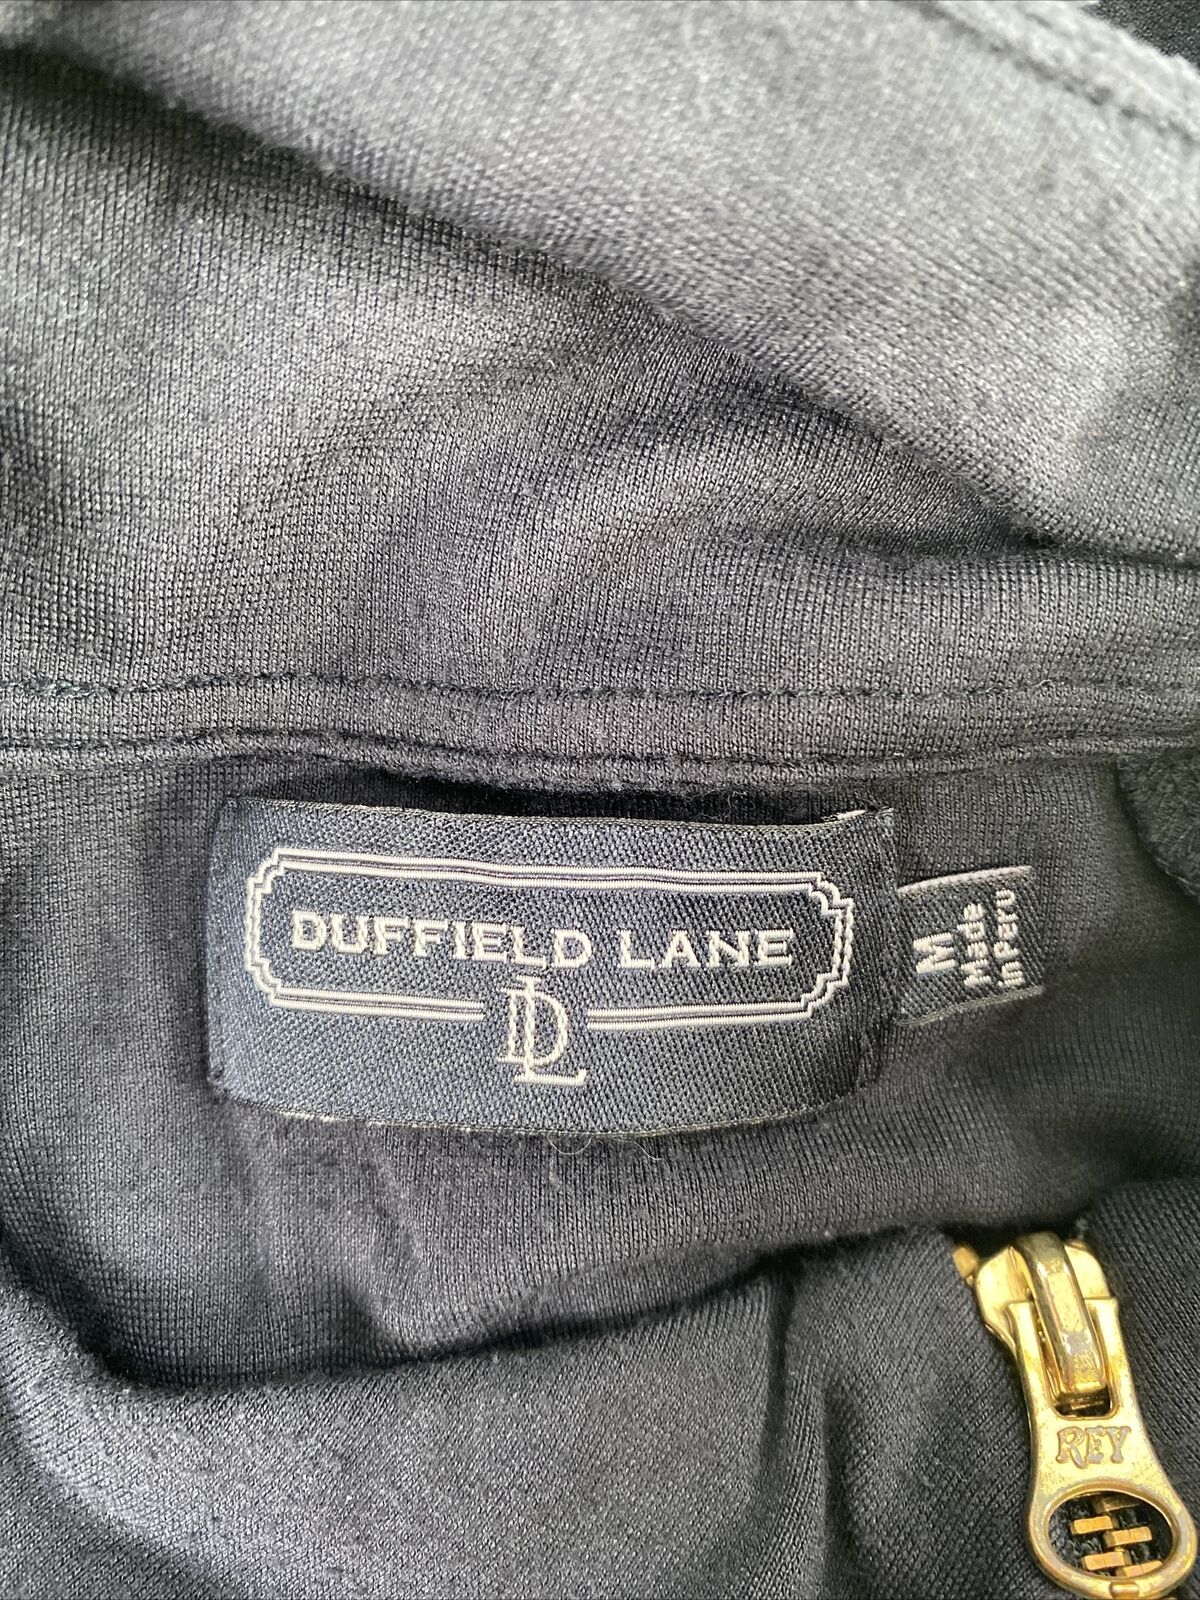 DUFFIELD LANE
DL
M
Made
in Peru
REY